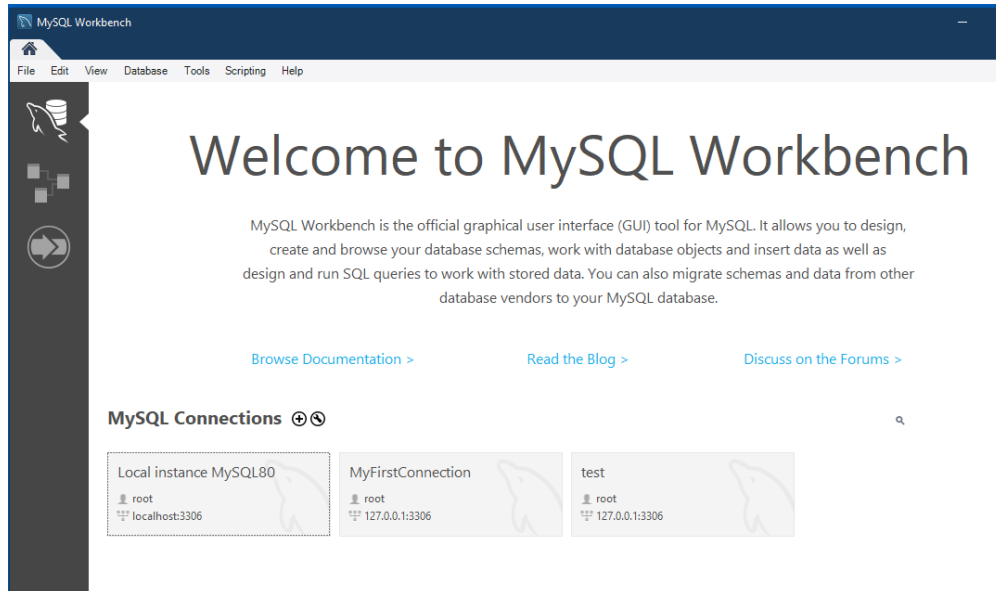 MySQL Workbench
File Edit View Database Tools Scripting Help
Welcome to MySQL Workbench
MySQL Workbench is the official graphical user interface (GUI) tool for MySQL. It allows you to design,
create and browse your database schemas, work with database objects and insert data as well as
design and run SQL queries to work with stored data. You can also migrate schemas and data from other
database vendors to your MySQL database.
Browse Documentation > Read the Blog > Discuss on the Forums >
MySQL Connections
Local instance MySQL80 MyFirstConnection test
root root root
localhost:3306 127.0.0.1:3306 127.0.0.1:3306